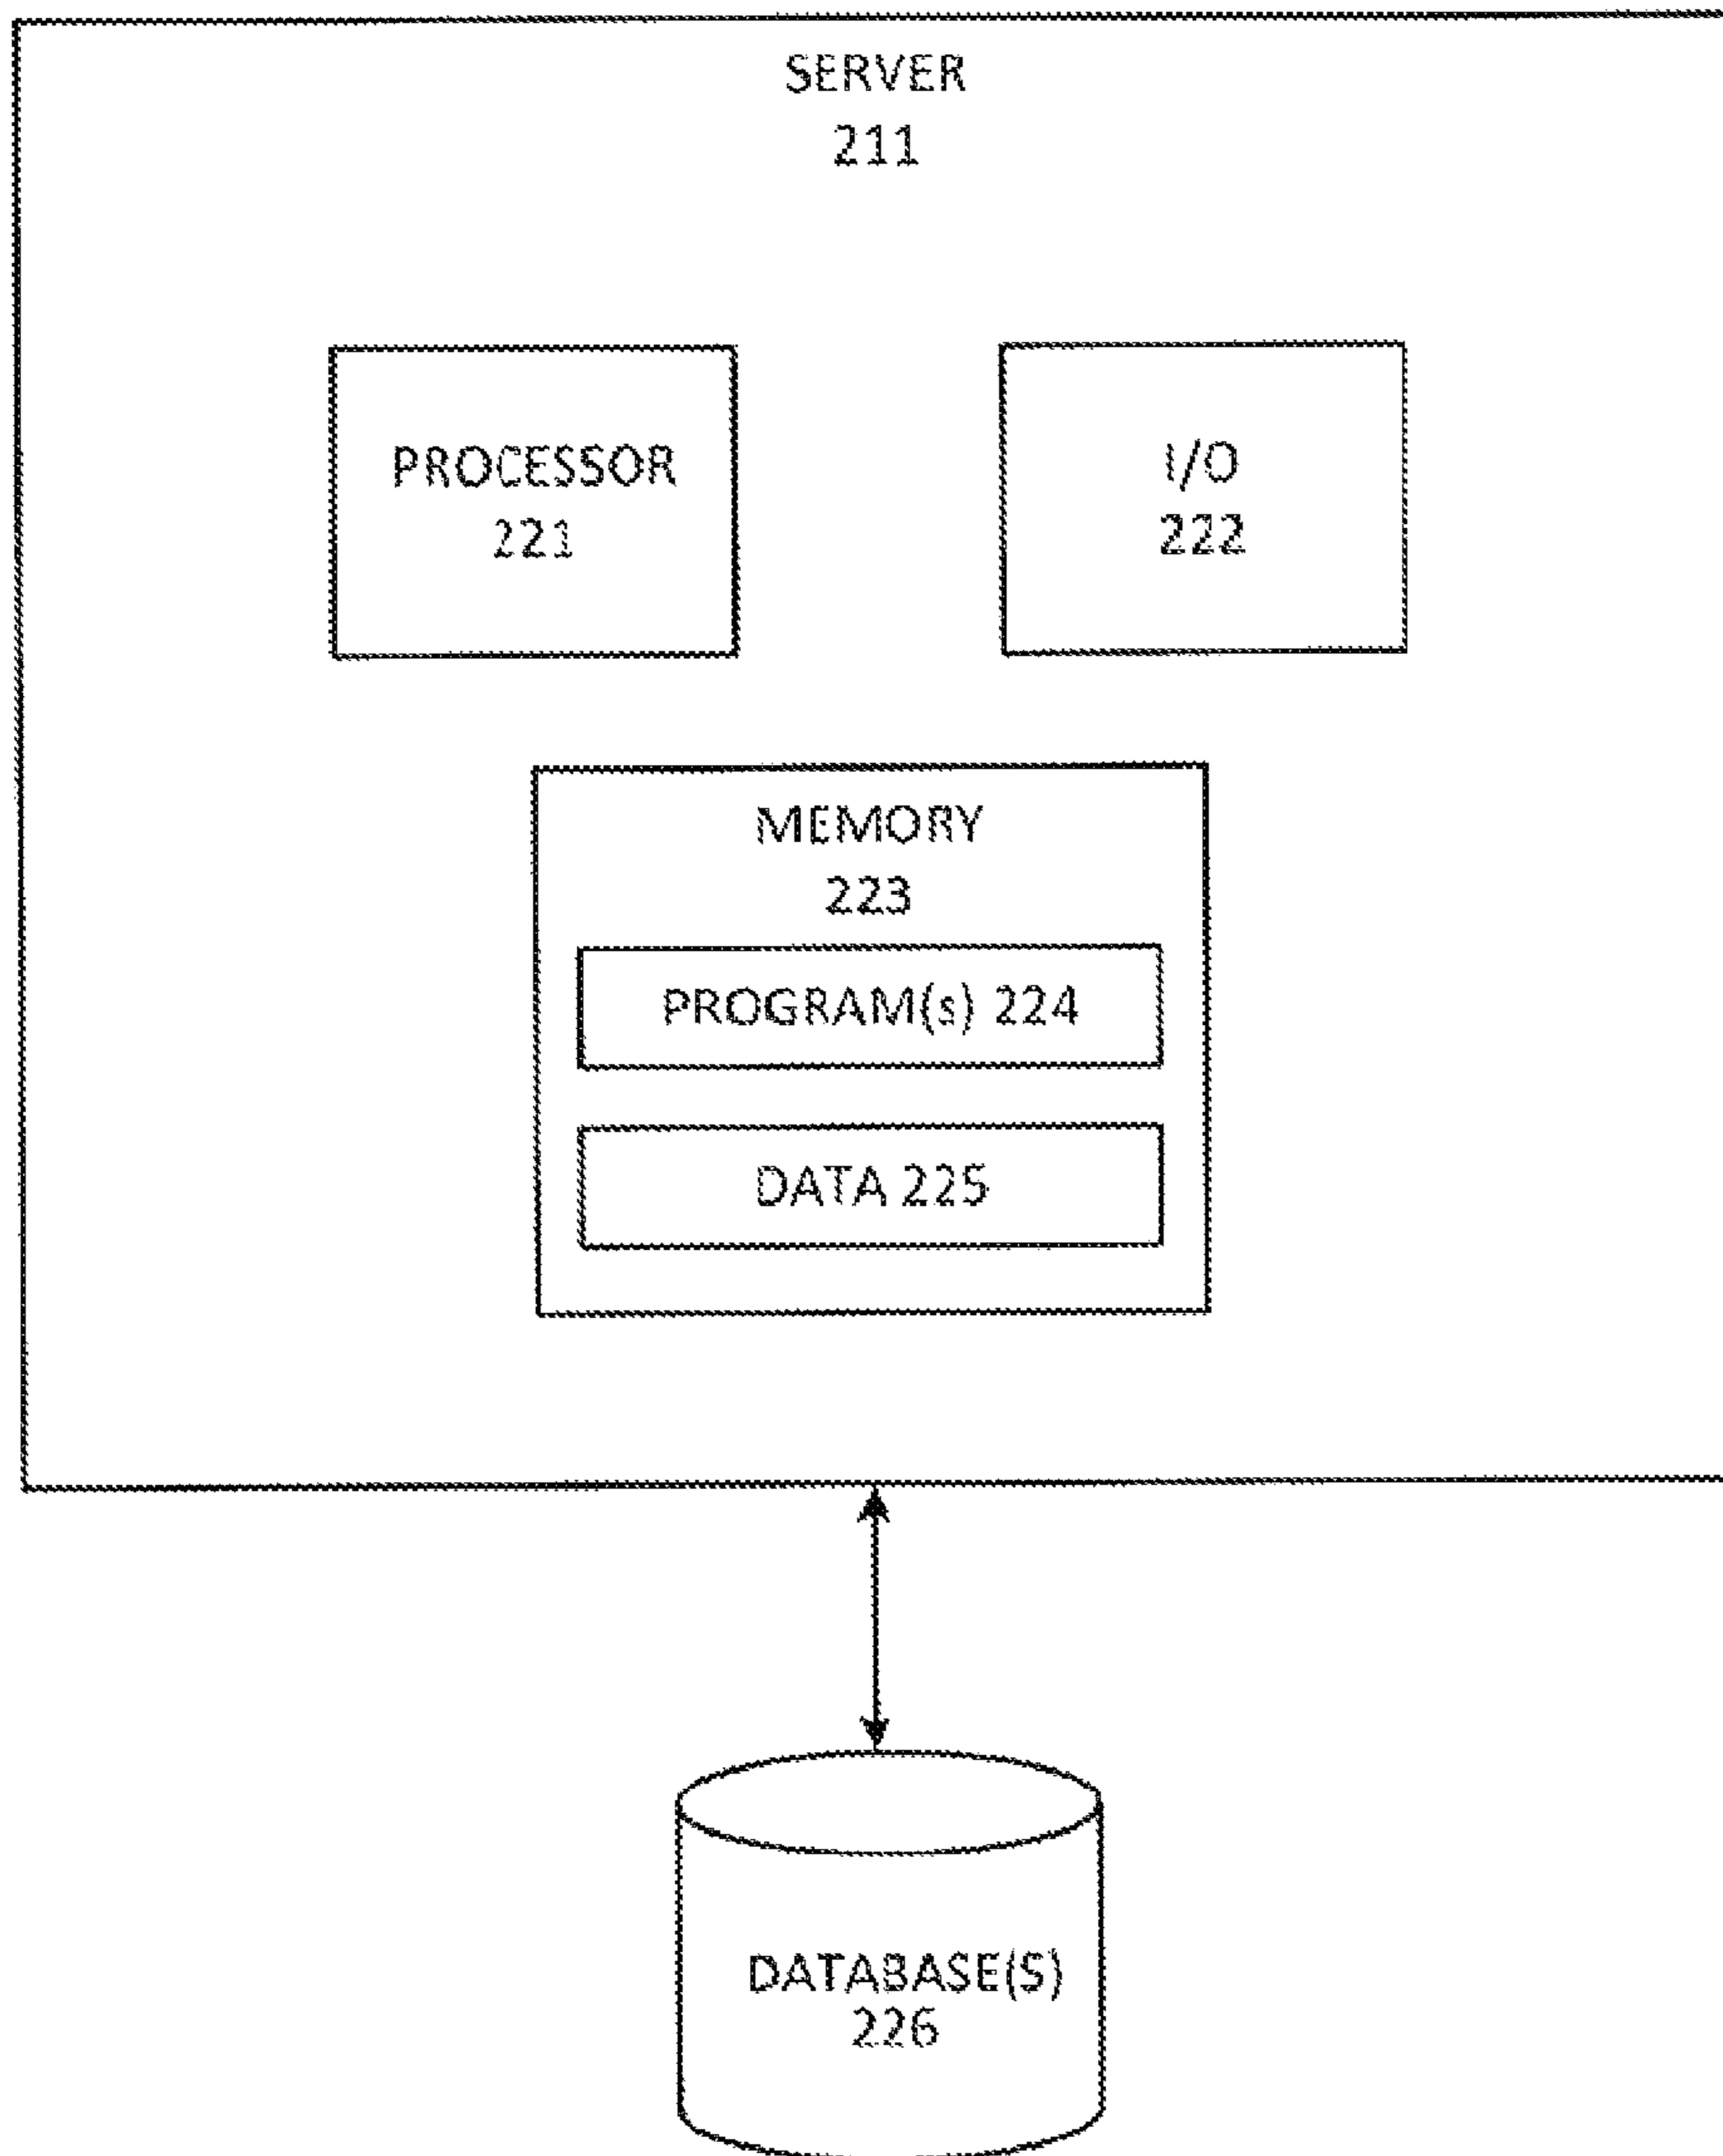 SERVER
211
PROCESSOR
221
I/O
222
MEMORY
223
PROGRAM(s) 224
DATA 225
DATABASE(S)
226